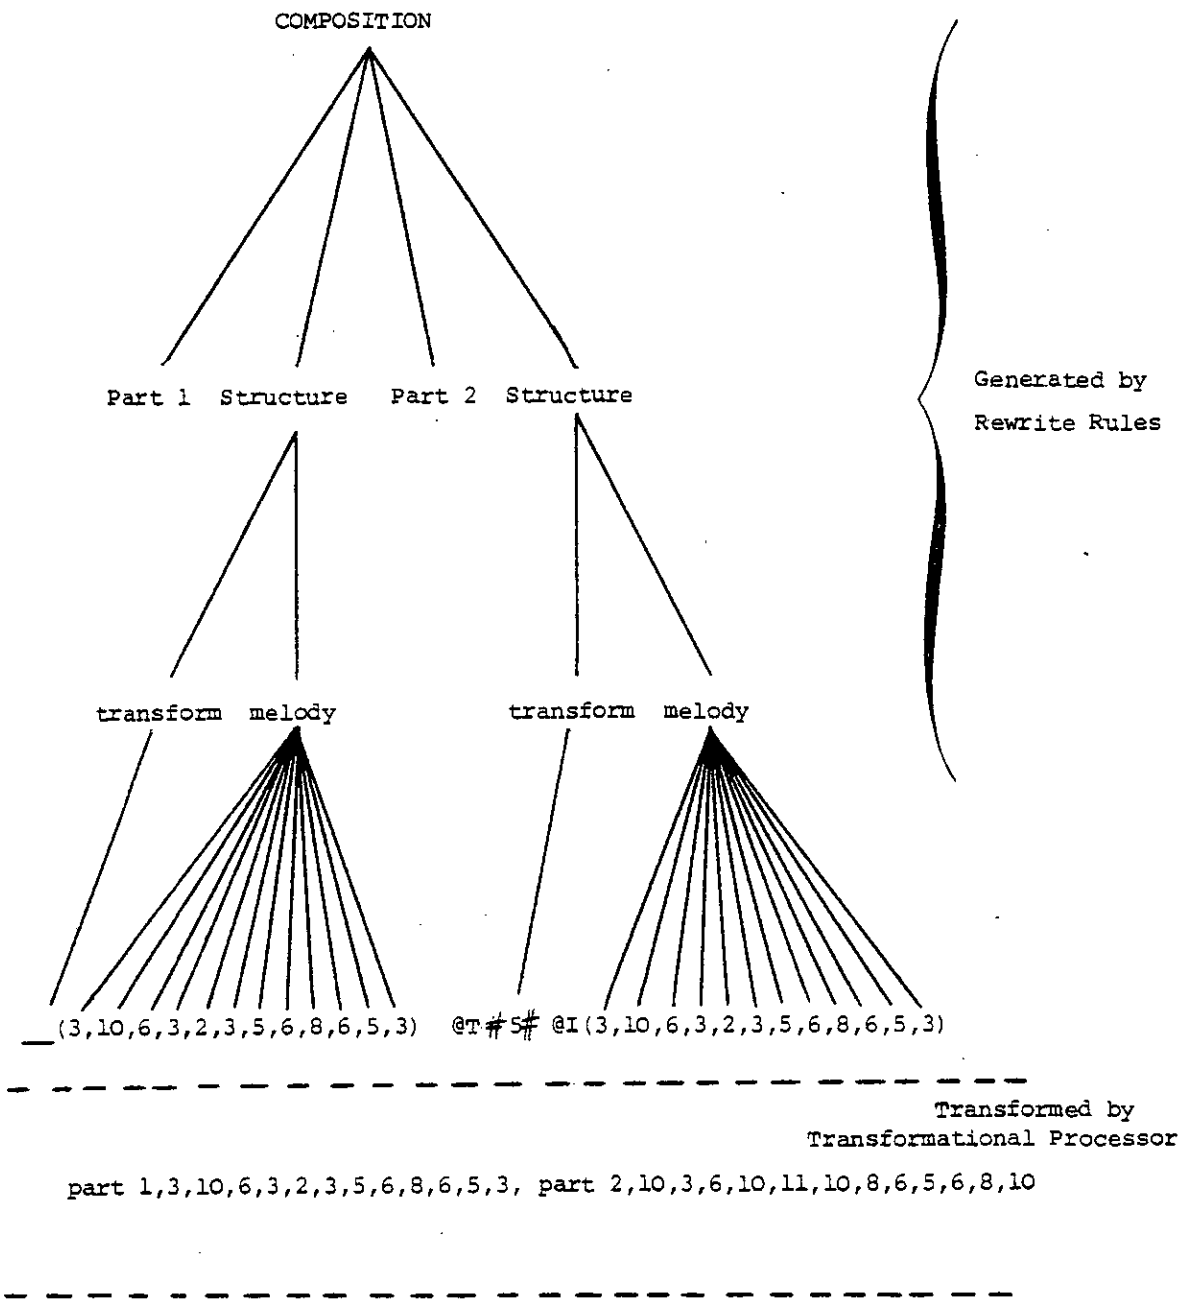 COMPOSITION
Part 1 Structure Part 2 Structure
Generated by
Rewrite Rules
transform melody transform melody
__(3,10,6,3,2,3,5,6,8,6,5,3) @T#5# @I(3,10,6,3,2,3,5,6,8,6,5,3)
Transformed by
Transformational Processor
part 1,3,10,6,3,2,3,5,6,8,6,5,3, part 2,10,3,6,10,11,10,8,6,5,6,8,10